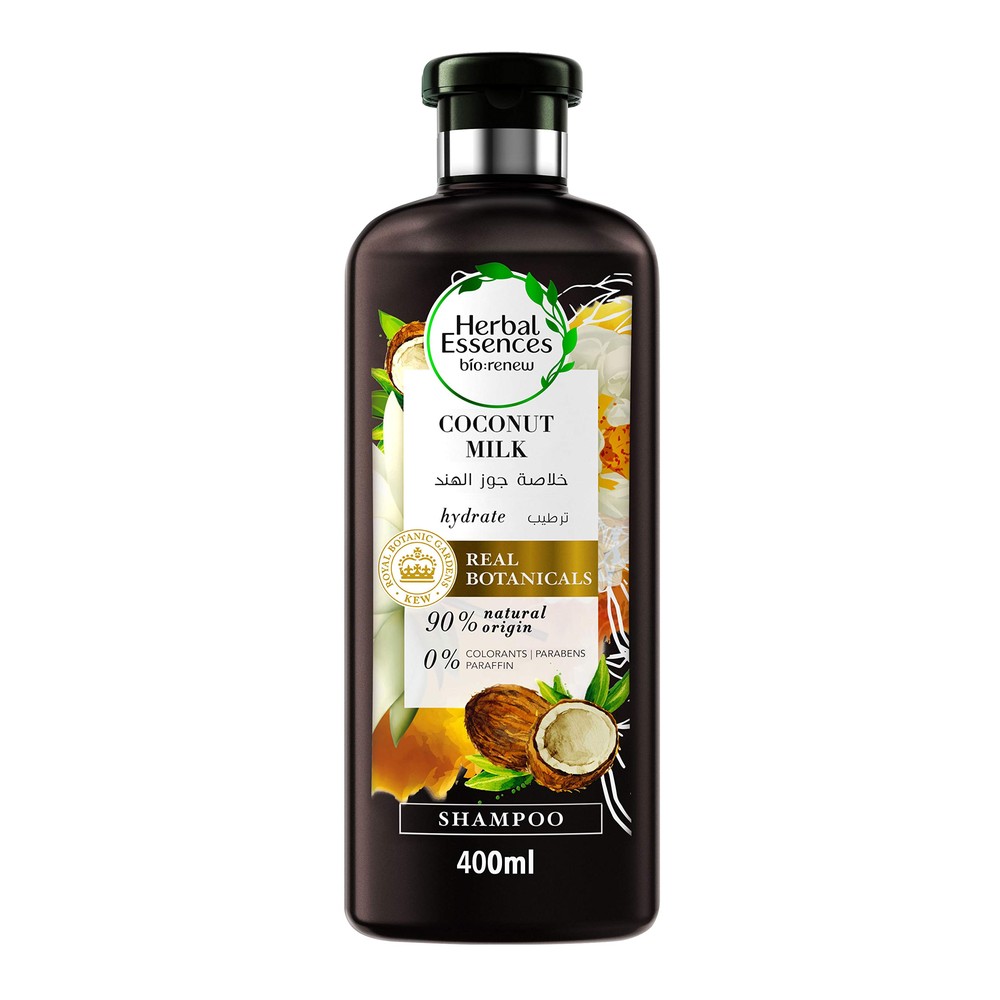 Herbal
Essences
bío:renew
COCONUT
MILK
خلاصة جوز الهند
hydrate ترطيب
ROYAL BOTANIC GARDENS
• KEW •
REAL
BOTANICALS
90% natural
origin
0% COLORANTS | PARABENS
PARAFFIN
SHAMPOO
400ml